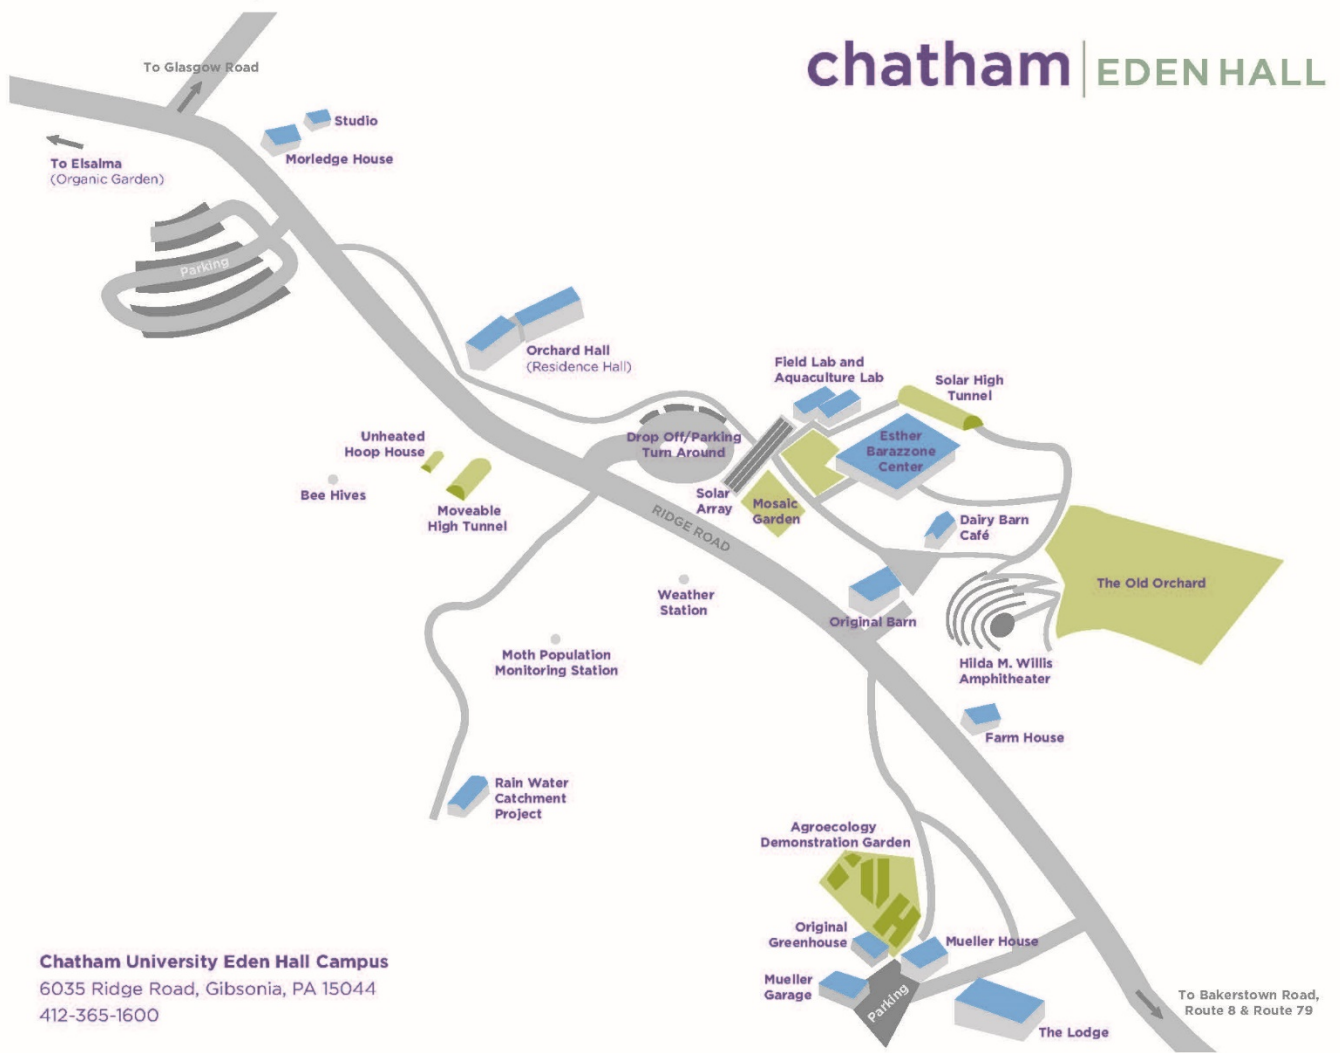 chatham | EDEN HALL
To Glasgow Road
Studio
Morledge House
To Elsalma
(Organic Garden)
Parking
Orchard Hall
(Residence Hall)
Field Lab and
Aquaculture Lab
Solar High
Tunnel
Drop Off/Parking
Turn Around
Esther
Barazzone
Center
Unheated
Hoop House
Bee Hives
Moveable
High Tunnel
Solar
Array
Mosaic
Garden
RIDGE ROAD
Dairy Barn
Café
The Old Orchard
Weather
Station
Original Barn
Moth Population
Monitoring Station
Hilda M. Willis
Amphitheater
Farm House
Rain Water
Catchment
Project
Agroecology
Demonstration Garden
Original
Greenhouse
Mueller House
Mueller
Garage
Parking
The Lodge
To Bakerstown Road,
Route 8 & Route 79
Chatham University Eden Hall Campus
6035 Ridge Road, Gibsonia, PA 15044
412-365-1600